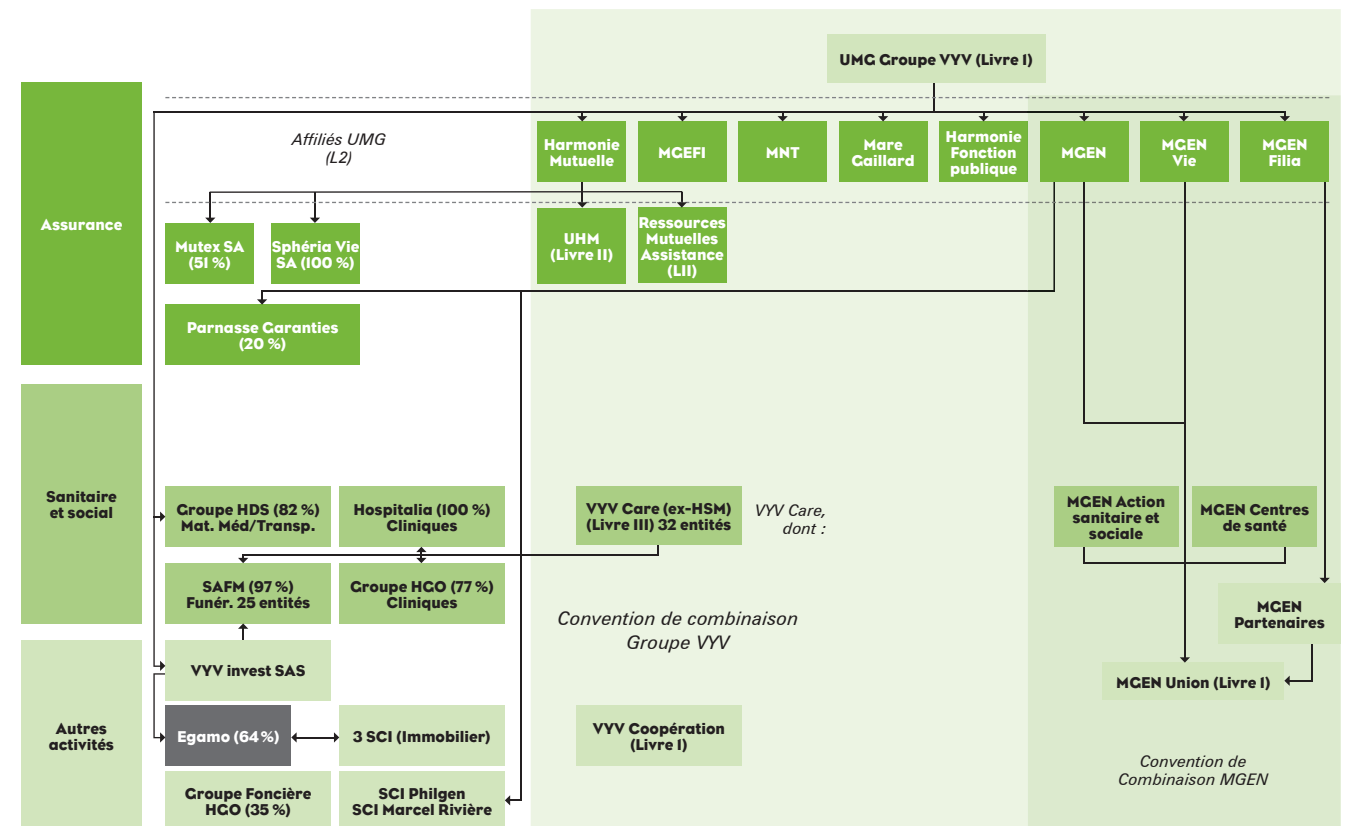 UMG Groupe VYV (Livre I)
Assurance
Affiliés UMG
(L2)
Harmonie
Mutuelle
MGEFI
MNT
Mare
Gaillard
Harmonie
Fonction
publique
MGEN
MGEN
Vie
MGEN
Filia
Mutex SA
(51 %)
Sphéria Vie
SA (100 %)
UHM
(Livre II)
Ressources
Mutuelles
Assistance
(LII)
Parnasse Garanties
(20 %)
Sanitaire
et social
Groupe HDS (82 %)
Mat. Méd/Transp.
Hospitalia (100 %)
Cliniques
VYV Care (ex-HSM)
(Livre III) 32 entités
VYV Care,
dont :
MGEN Action
sanitaire et
sociale
MGEN Centres
de santé
SAFM (97 %)
Funér. 25 entités
Groupe HGO (77 %)
Cliniques
Convention de combinaison
Groupe VYV
MGEN
Partenaires
Autres
activités
VYV invest SAS
MGEN Union (Livre I)
Egamo (64 %)
3 SCI (Immobilier)
VYV Coopération
(Livre I)
Groupe Foncière
HGO (35 %)
SCI Philgen
SCI Marcel Rivière
Convention de
Combinaison MGEN